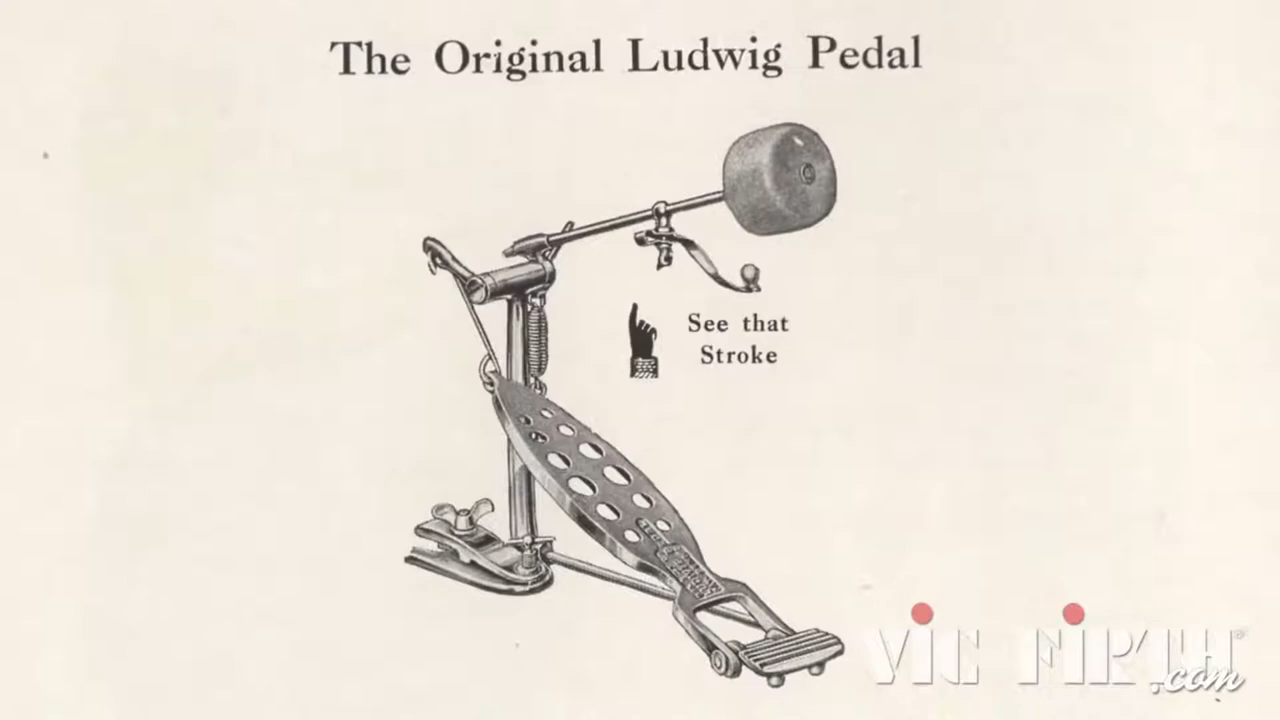 The Original Ludwig Pedal
See that
Stroke
VIC FIRTH®
.com